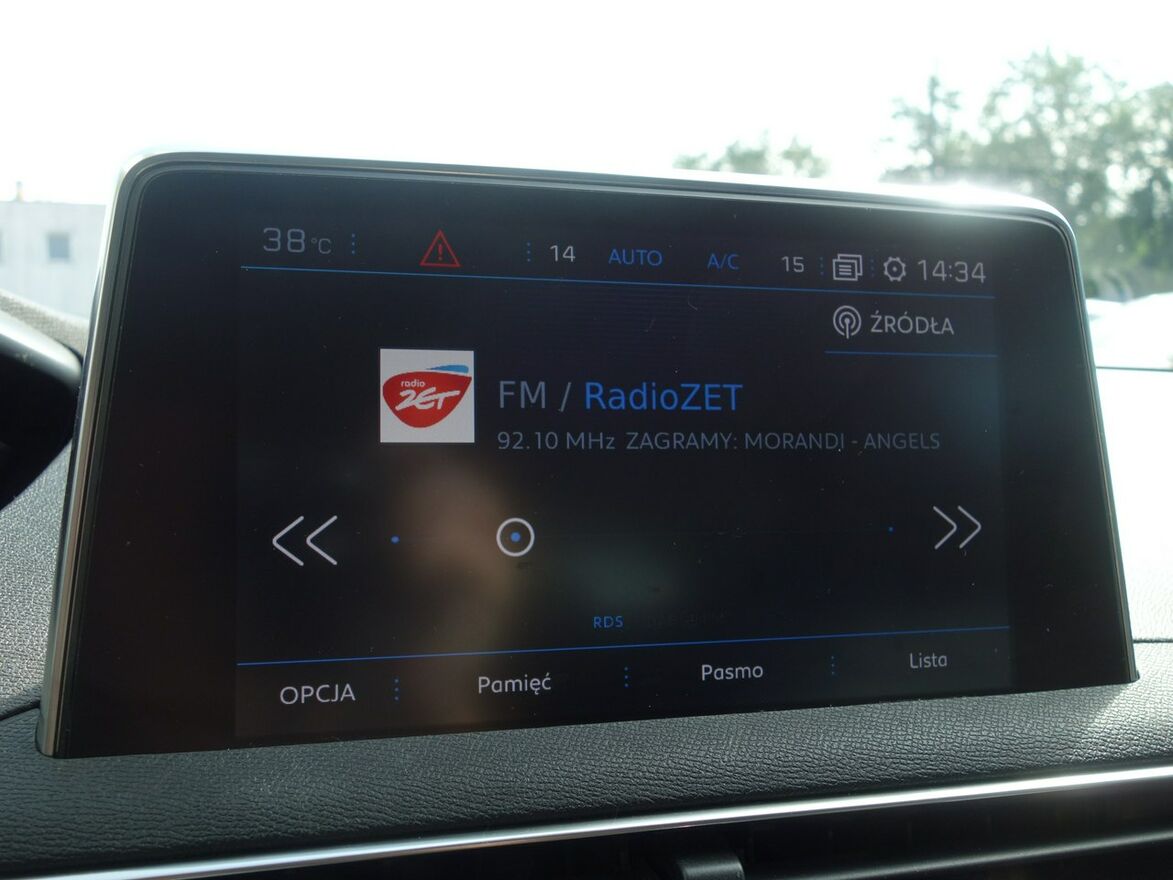 38°C 14 AUTO A/C 15 14:34
ŹRÓDŁA
radio ZET
FM / RadioZET
92.10 MHz ZAGRAMY: MORANDI - ANGELS
RDS
OPCJA Pamięć Pasmo Lista